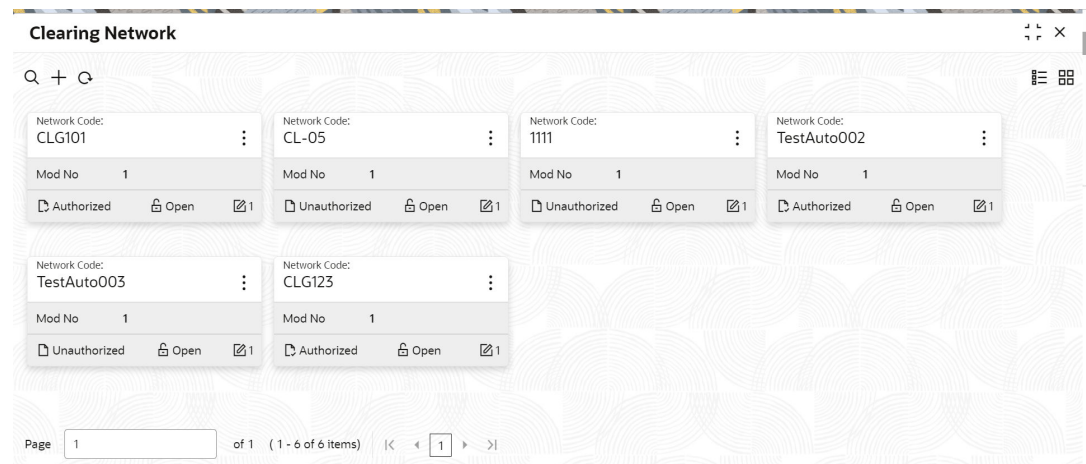 Clearing Network
Network Code: Network Code: Network Code: Network Code:
CLG101 CL-05 1111 TestAuto002
Mod No 1 Mod No 1 Mod No 1 Mod No 1
Authorized Open 1 Unauthorized Open 1 Unauthorized Open 1 Authorized Open 1
Network Code: Network Code:
TestAuto003 CLG123
Mod No 1 Mod No 1
Unauthorized Open 1 Authorized Open 1
Page 1 of 1 ( 1 - 6 of 6 items) 1